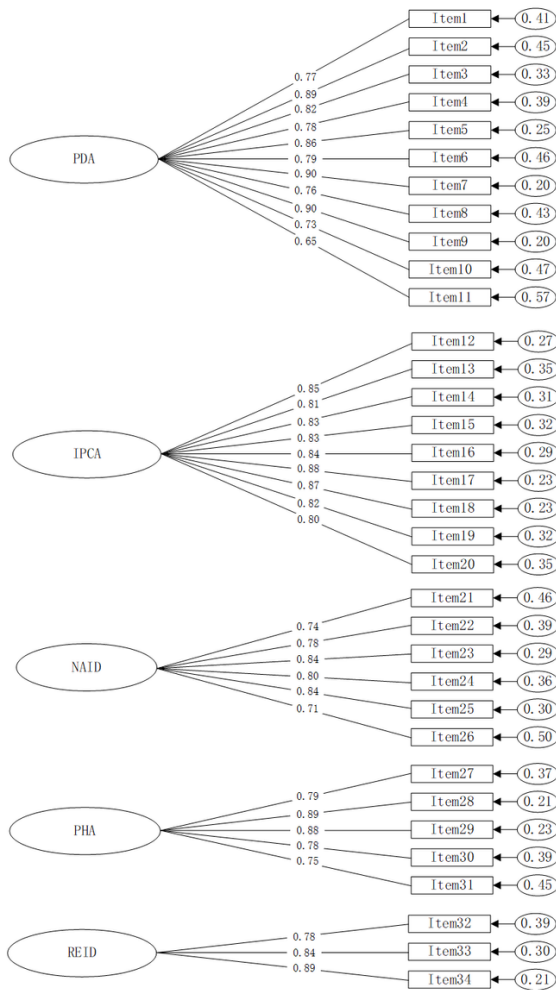 Item1 0.41
Item2 0.45
0.77
Item3 0.33
0.89
0.82
Item4 0.39
0.78
Item5 0.25
0.86
PDA
0.79
Item6 0.46
0.90
Item7 0.20
0.76
Item8 0.43
0.90
Item9 0.20
0.73
0.65
Item10 0.47
Item11 0.57
Item12 0.27
Item13 0.35
0.85
Item14 0.31
0.81
0.83
Item15 0.32
0.83
IPCA
0.84
Item16 0.29
0.88
Item17 0.23
0.87
Item18 0.23
0.82
0.80
Item19 0.32
Item20 0.35
Item21 0.46
0.74
Item22 0.39
0.78
Item23 0.29
0.84
NAID
0.80
Item24 0.36
0.84
Item25 0.30
0.71
Item26 0.50
Item27 0.37
0.79
Item28 0.21
0.89
PHA
0.88
Item29 0.23
0.78
Item30 0.39
0.75
Item31 0.45
Item32 0.39
0.78
REID
0.84
Item33 0.30
0.89
Item34 0.21